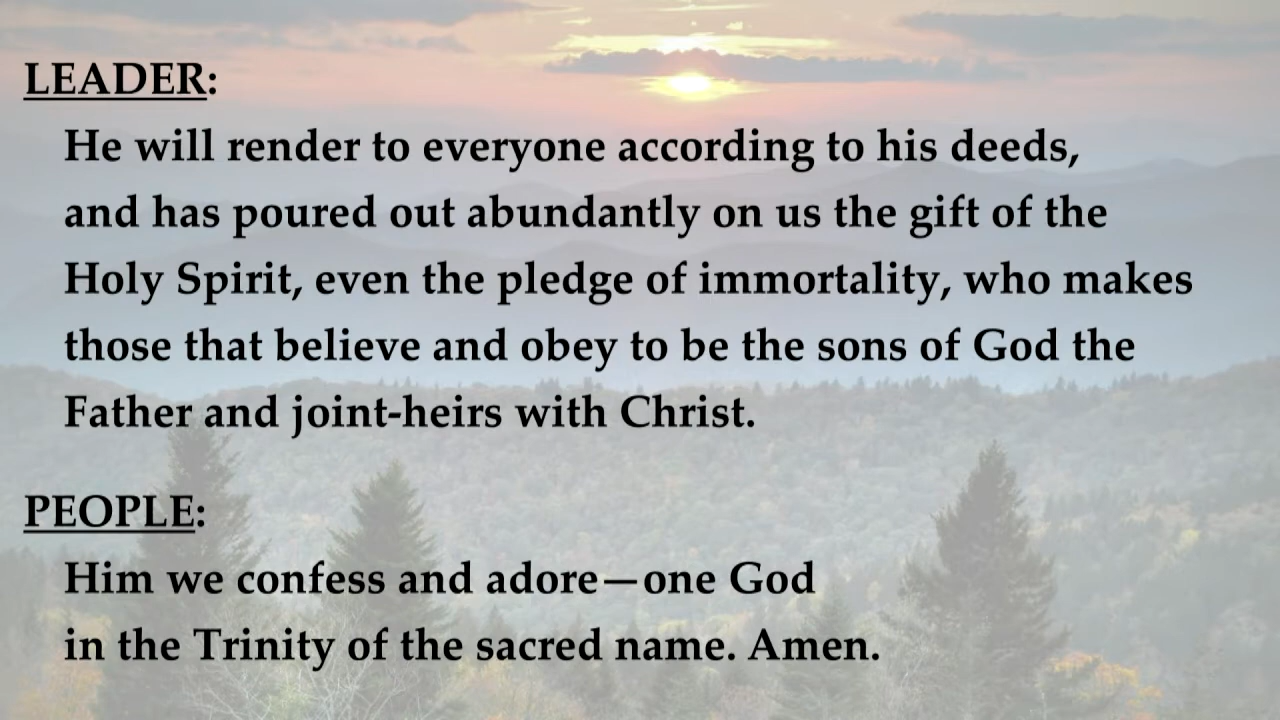 LEADER:
He will render to everyone according to his deeds,
and has poured out abundantly on us the gift of the
Holy Spirit, even the pledge of immortality, who makes
those that believe and obey to be the sons of God the
Father and joint-heirs with Christ.
PEOPLE:
Him we confess and adore—one God
in the Trinity of the sacred name. Amen.